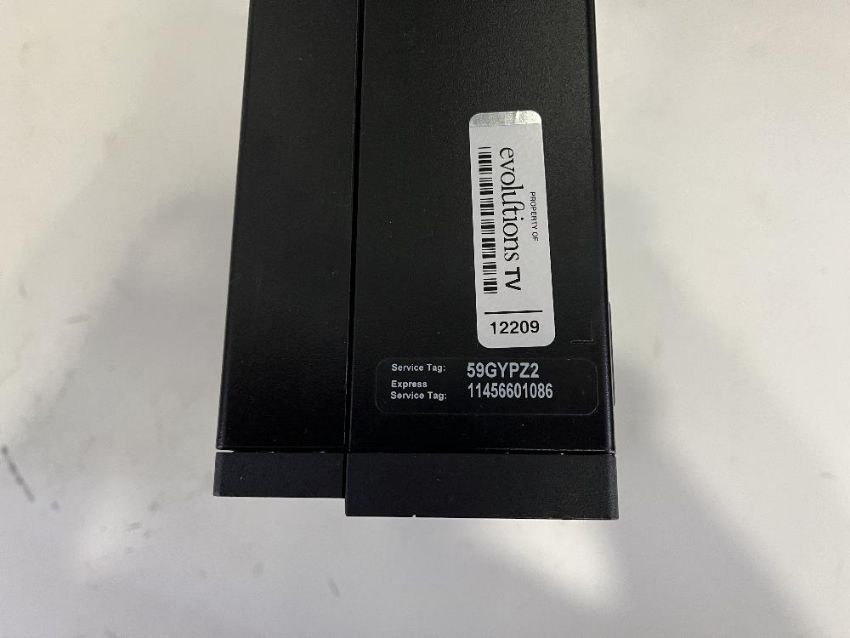 PROPERTY OF
evolutions TV
12209
Service Tag: 59GYPZ2
Express
Service Tag: 11456601086